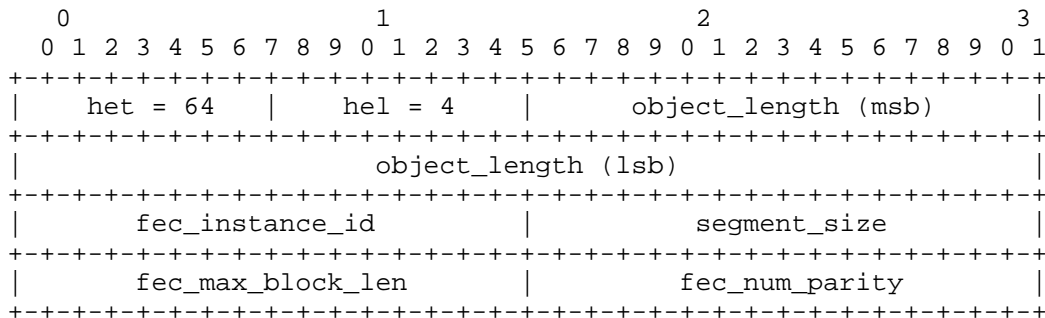 0                   1                   2                   3
  0 1 2 3 4 5 6 7 8 9 0 1 2 3 4 5 6 7 8 9 0 1 2 3 4 5 6 7 8 9 0 1
+-+-+-+-+-+-+-+-+-+-+-+-+-+-+-+-+-+-+-+-+-+-+-+-+-+-+-+-+-+-+-+-+
|    het = 64   |    hel = 4    |      object_length (msb)      |
+-+-+-+-+-+-+-+-+-+-+-+-+-+-+-+-+-+-+-+-+-+-+-+-+-+-+-+-+-+-+-+-+
|                      object_length (lsb)                      |
+-+-+-+-+-+-+-+-+-+-+-+-+-+-+-+-+-+-+-+-+-+-+-+-+-+-+-+-+-+-+-+-+
|       fec_instance_id         |          segment_size         |
+-+-+-+-+-+-+-+-+-+-+-+-+-+-+-+-+-+-+-+-+-+-+-+-+-+-+-+-+-+-+-+-+
|       fec_max_block_len       |         fec_num_parity        |
+-+-+-+-+-+-+-+-+-+-+-+-+-+-+-+-+-+-+-+-+-+-+-+-+-+-+-+-+-+-+-+-+